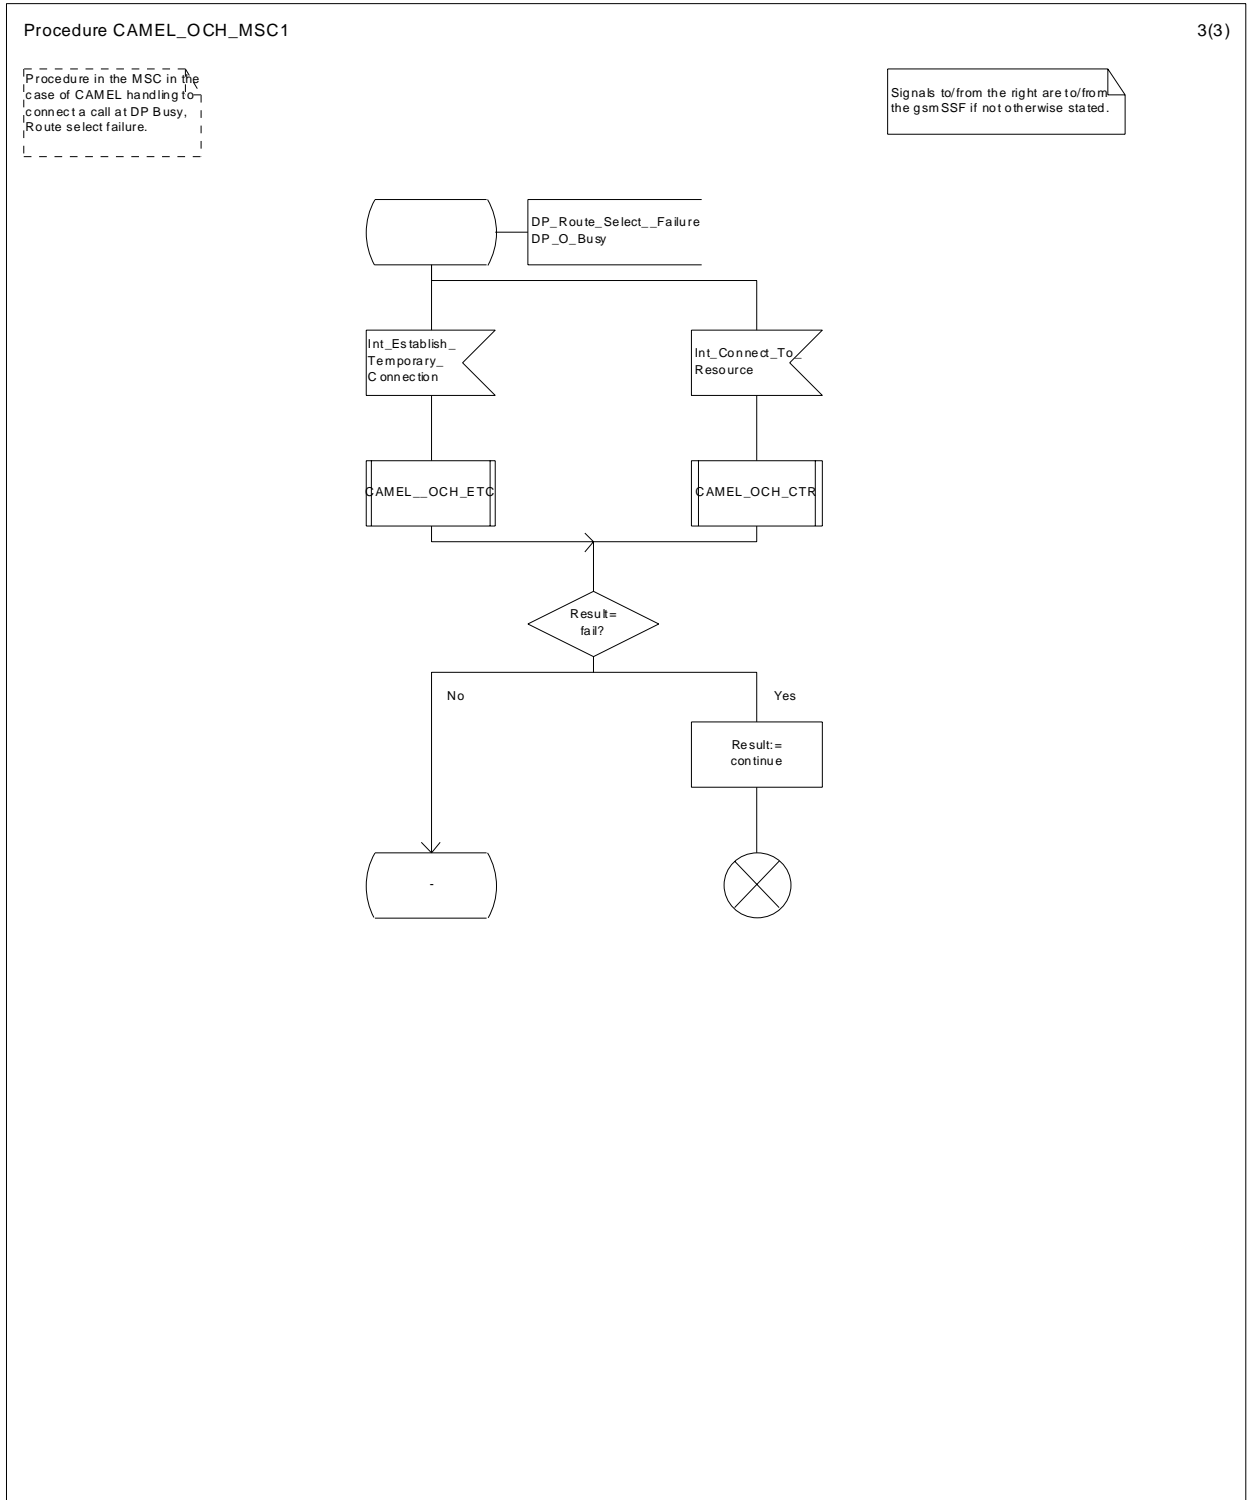 Procedure CAMEL_OCH_MSC1
3(3)
Procedure in the MSC in the
case of CAMEL handling to
connect a call at DP Busy,
Route select failure.
Signals to/from the right are to/from
the gsmSSF if not otherwise stated.
DP_Route_Select__Failure
DP_O_Busy
Int_Establish_
Temporary_
Connection
Int_Connect_To_
Resource
CAMEL__OCH_ETC
CAMEL_OCH_CTR
Result=
fail?
No
Yes
Result:=
continue
-